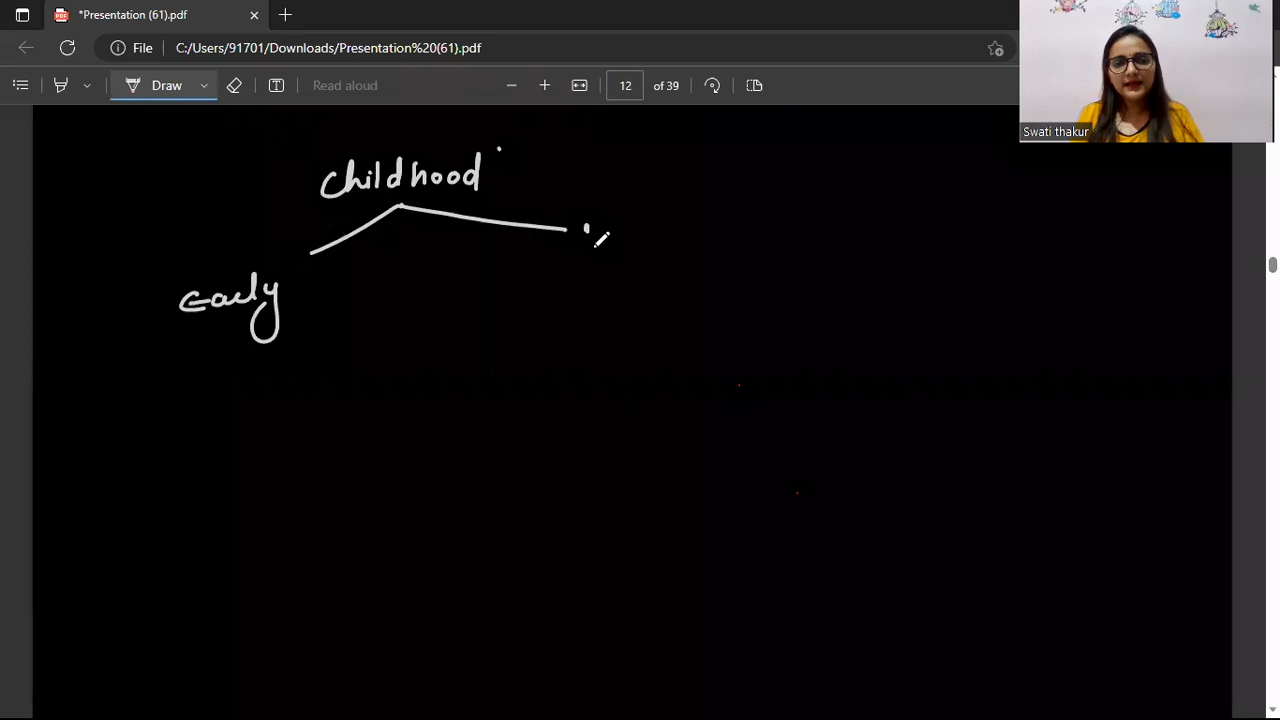 *Presentation (61).pdf
File C:/Users/91701/Downloads/Presentation%20(61).pdf
Draw Read aloud 12 of 39
Swati thakur
Childhood
Early